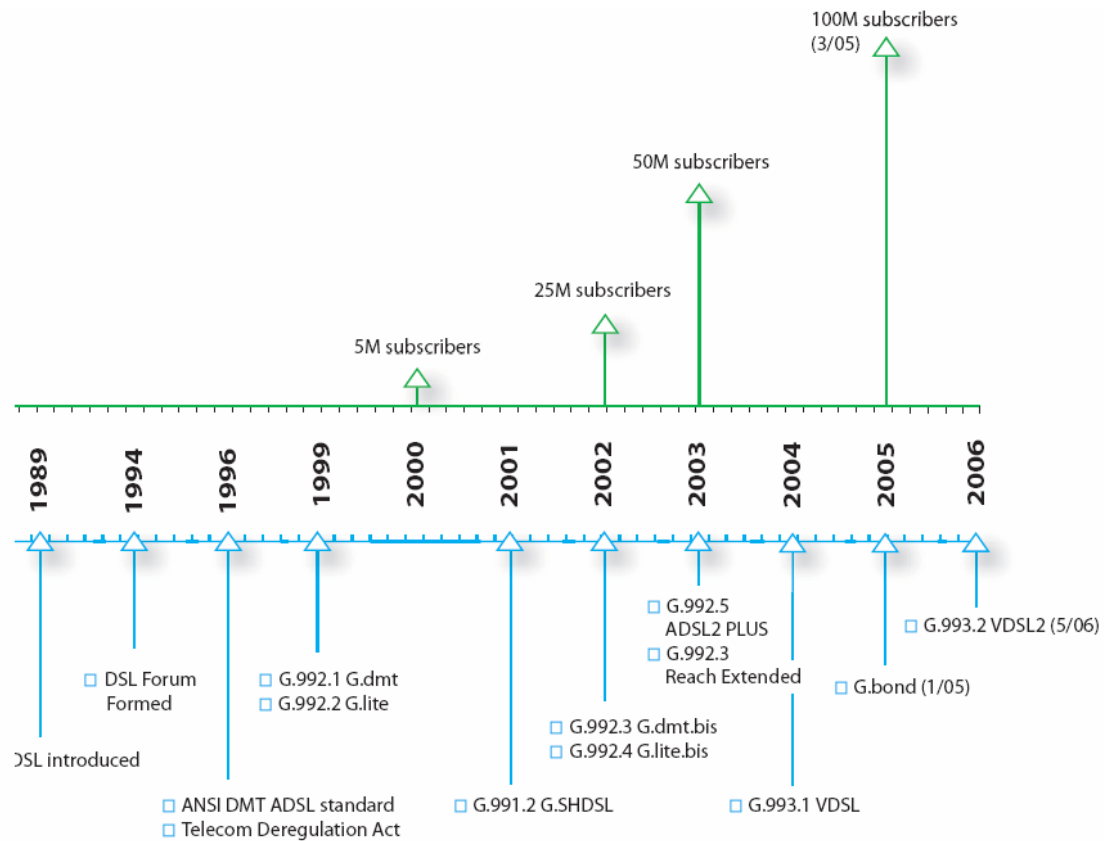 100M subscribers
(3/05)
50M subscribers
25M subscribers
5M subscribers
1989
1994
1996
1999
2000
2001
2002
2003
2004
2005
2006
G.992.5
ADSL2 PLUS
G.992.3
Reach Extended
G.993.2 VDSL2 (5/06)
DSL Forum
Formed
G.992.1 G.dmt
G.992.2 G.lite
G.bond (1/05)
G.992.3 G.dmt.bis
G.992.4 G.lite.bis
DSL introduced
ANSI DMT ADSL standard
Telecom Deregulation Act
G.991.2 G.SHDSL
G.993.1 VDSL